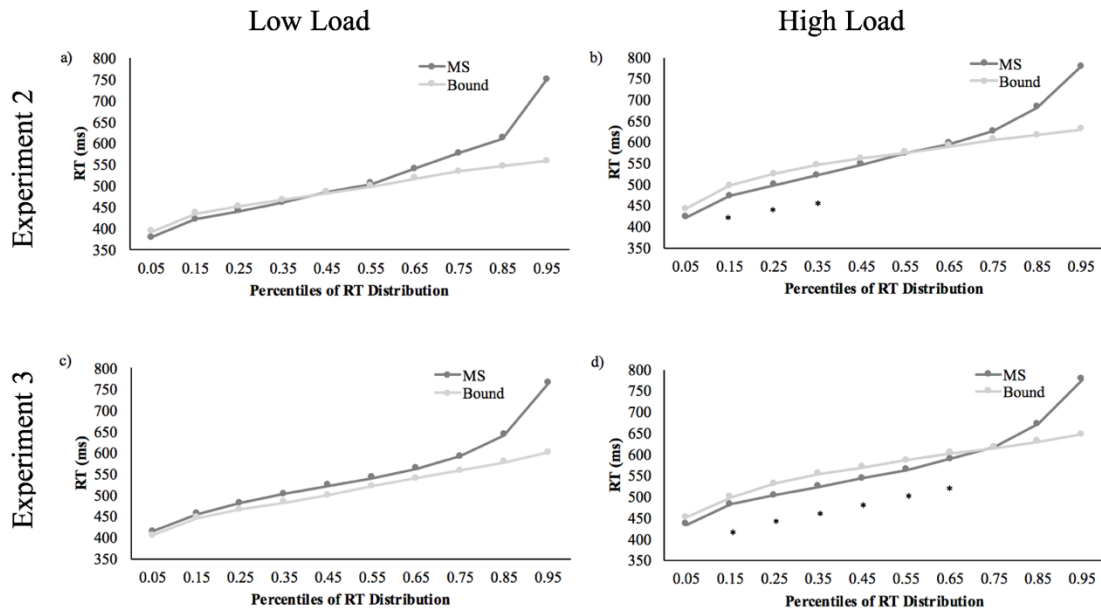 Low Load
High Load
Experiment 2
a)
MS
Bound
RT (ms)
800
750
700
650
600
550
500
450
400
350
0.05 0.15 0.25 0.35 0.45 0.55 0.65 0.75 0.85 0.95
Percentiles of RT Distribution
b)
MS
Bound
RT (ms)
800
750
700
650
600
550
500
450
400
350
* * *
0.05 0.15 0.25 0.35 0.45 0.55 0.65 0.75 0.85 0.95
Percentiles of RT Distribution
Experiment 3
c)
MS
Bound
RT (ms)
800
750
700
650
600
550
500
450
400
350
0.05 0.15 0.25 0.35 0.45 0.55 0.65 0.75 0.85 0.95
Percentiles of RT Distribution
d)
MS
Bound
RT (ms)
800
750
700
650
600
550
500
450
400
350
* * * * * *
0.05 0.15 0.25 0.35 0.45 0.55 0.65 0.75 0.85 0.95
Percentiles of RT Distribution